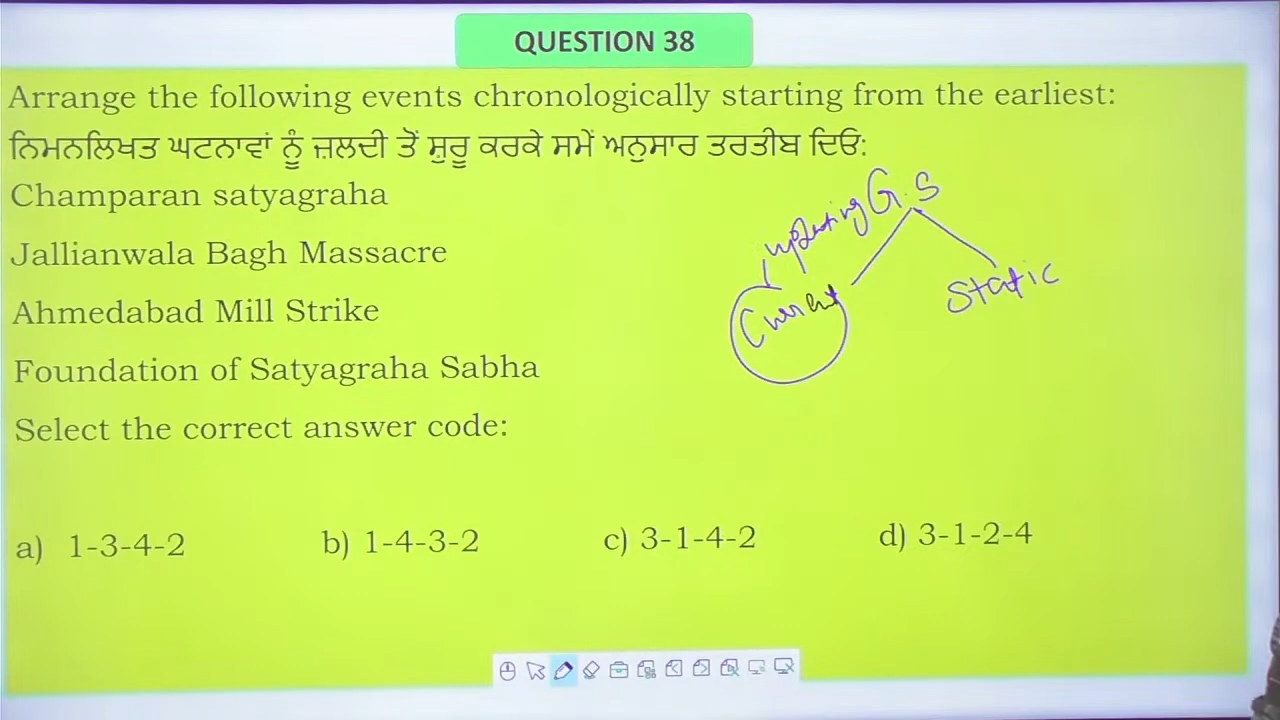 QUESTION 38
Arrange the following events chronologically starting from the earliest:
ਨਿਮਨਲਿਖਤ ਘਟਨਾਵਾਂ ਨੂੰ ਜ਼ਲਦੀ ਤੋਂ ਸ਼ੁਰੂ ਕਰਕੇ ਸਮੇਂ ਅਨੁਸਾਰ ਤਰਤੀਬ ਦਿਓ:
Champaran satyagraha
Jallianwala Bagh Massacre
Ahmedabad Mill Strike
Foundation of Satyagraha Sabha
Select the correct answer code:
a) 1-3-4-2 b) 1-4-3-2 c) 3-1-4-2 d) 3-1-2-4
G.S
updating
Current
Static